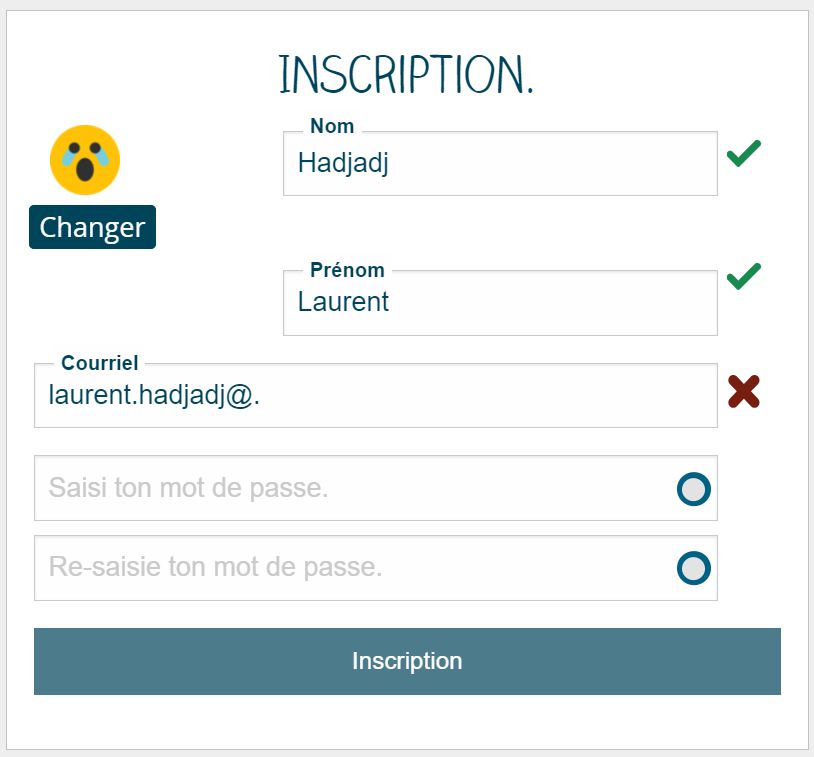 INSCRIPTION.
Nom
Hadjadj
Changer
Prénom
Laurent
Courriel
laurent.hadjadj@.
Saisi ton mot de passe.
Re-saisie ton mot de passe.
Inscription